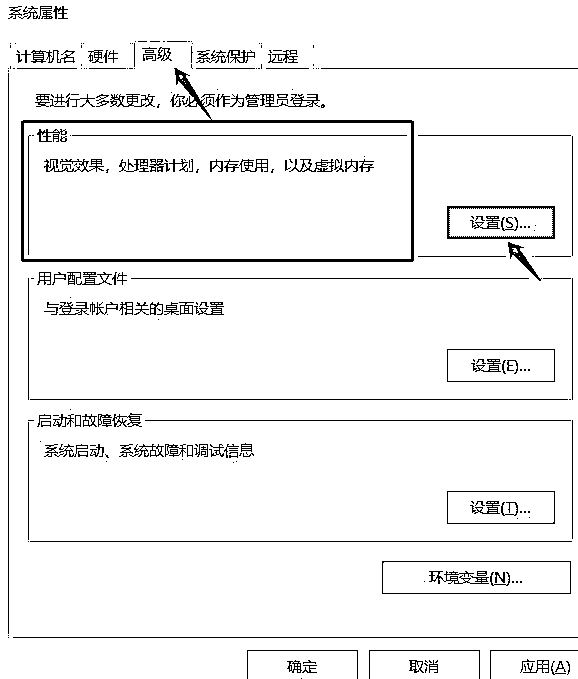 系统属性
计算机名 硬件 高级 系统保护 远程
要进行大多数更改，你必须作为管理员登录。
性能
视觉效果，处理器计划，内存使用，以及虚拟内存
设置(S)...
用户配置文件
与登录帐户相关的桌面设置
设置(E)...
启动和故障恢复
系统启动、系统故障和调试信息
设置(T)...
环境变量(N)...
确定 取消 应用(A)